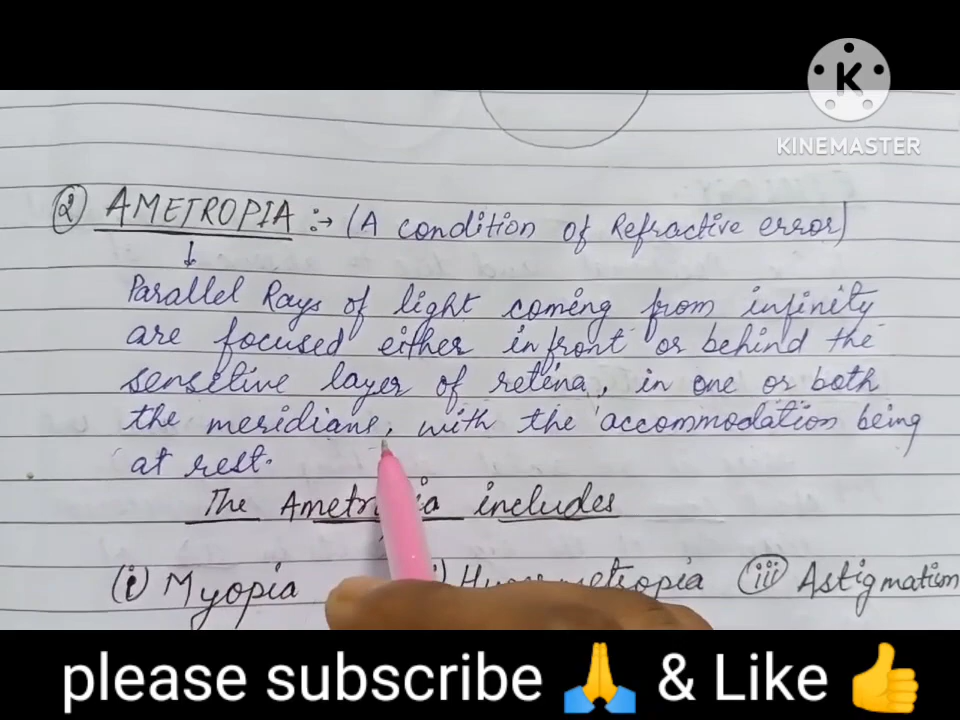 K
KINEMASTER
② AMETROPIA :→ (A condition of Refractive error)
↓
Parallel Rays of light coming from infinity
are focused either infront or behind the
sensitive layer of retina, in one or both
the meridians, with the accommodation being
at rest.
The Ametropia includes
(i) Myopia Hypermetropia (iii) Astigmatism
please subscribe 🙏 & Like 👍